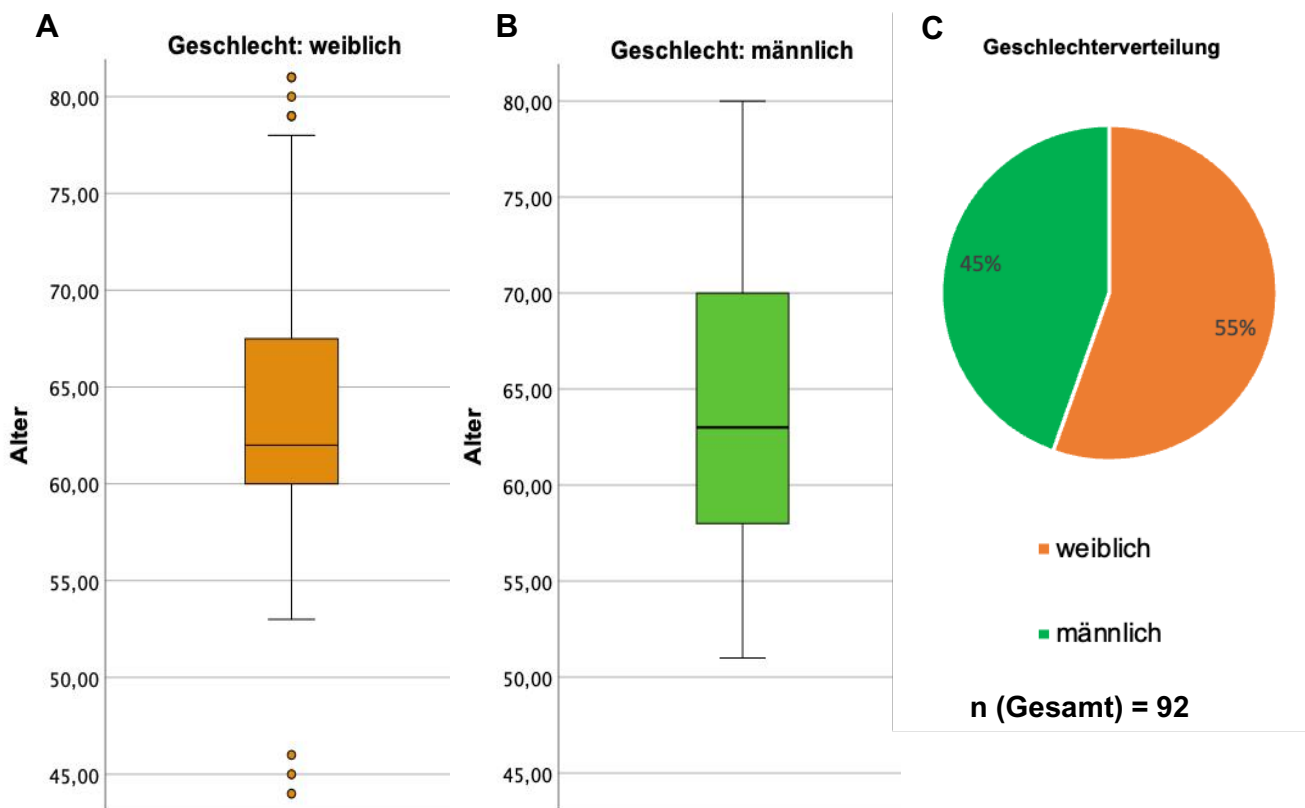 A
Geschlecht: weiblich
80,00
75,00
70,00
65,00
60,00
55,00
50,00
45,00
Alter
B
Geschlecht: männlich
80,00
75,00
70,00
65,00
60,00
55,00
50,00
45,00
Alter
C
Geschlechterverteilung
45%
55%
weiblich
männlich
n (Gesamt) = 92